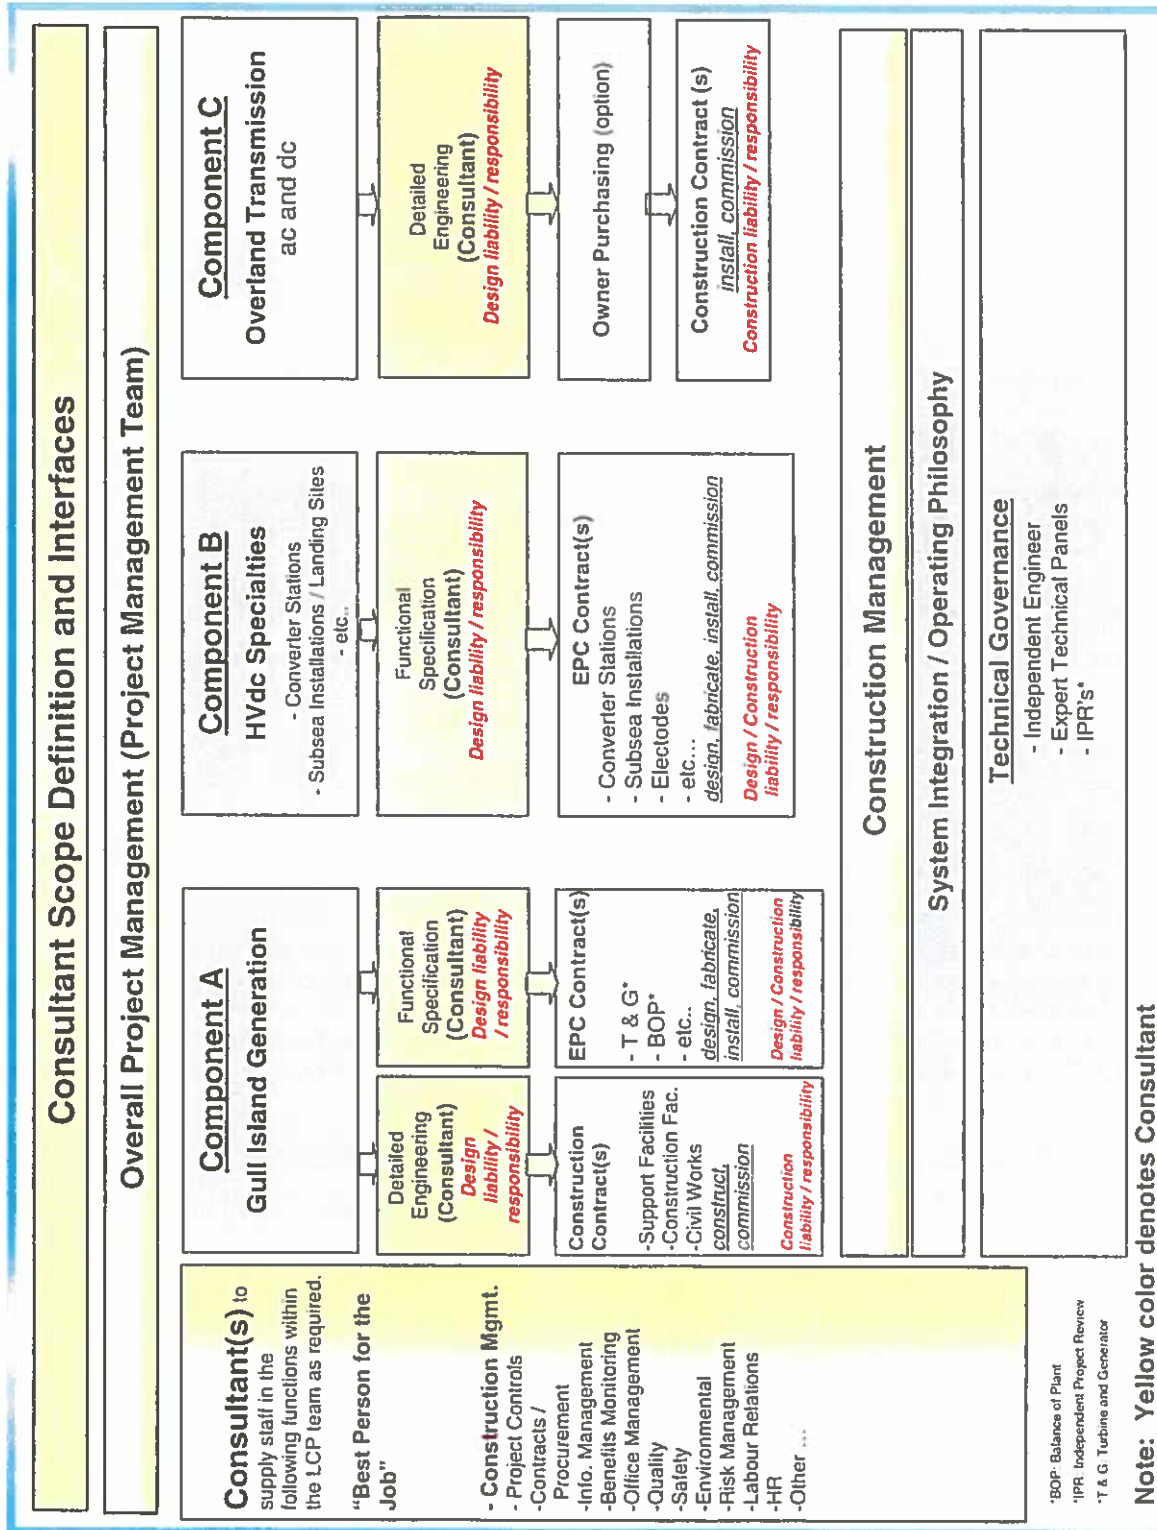 Consultant Scope Definition and Interfaces
Overall Project Management (Project Management Team)
Consultant(s) to
supply staff in the
following functions within
the LCP team as required.
"Best Person for the
Job"
- Construction Mgmt.
- Project Controls
-Contracts /
Procurement
-Info. Management
-Benefits Monitoring
-Office Management
-Quality
-Safety
-Environmental
-Risk Management
-Labour Relations
-HR
-Other ...
Component A
Gull Island Generation
Detailed
Engineering
(Consultant)
Design
liability /
responsibility
Construction
Contract(s)
-Support Facilities
-Construction Fac.
-Civil Works
construct,
commission
Construction
liability / responsibility
Functional
Specification
(Consultant)
Design liability
/ responsibility
EPC Contract(s)
- T & G*
- BOP*
- etc..
design, fabricate,
install, commission
Design / Construction
liability / responsibility
Component B
HVdc Specialties
- Converter Stations
- Subsea Installations / Landing Sites
- etc..
Functional
Specification
(Consultant)
Design liability / responsibility
EPC Contract(s)
- Converter Stations
- Subsea Installations
- Electodes
- etc...
design, fabricate, install, commission
Design / Construction
liability / responsibility
Component C
Overland Transmission
ac and dc
Detailed
Engineering
(Consultant)
Design liability / responsibility
Owner Purchasing (option)
Construction Contract (s)
install, commission
Construction liability / responsibility
Construction Management
System Integration / Operating Philosophy
Technical Governance
- Independent Engineer
- Expert Technical Panels
- IPR's*
*BOP: Balance of Plant
*IPR: Independent Project Review
*T & G: Turbine and Generator
Note: Yellow color denotes Consultant